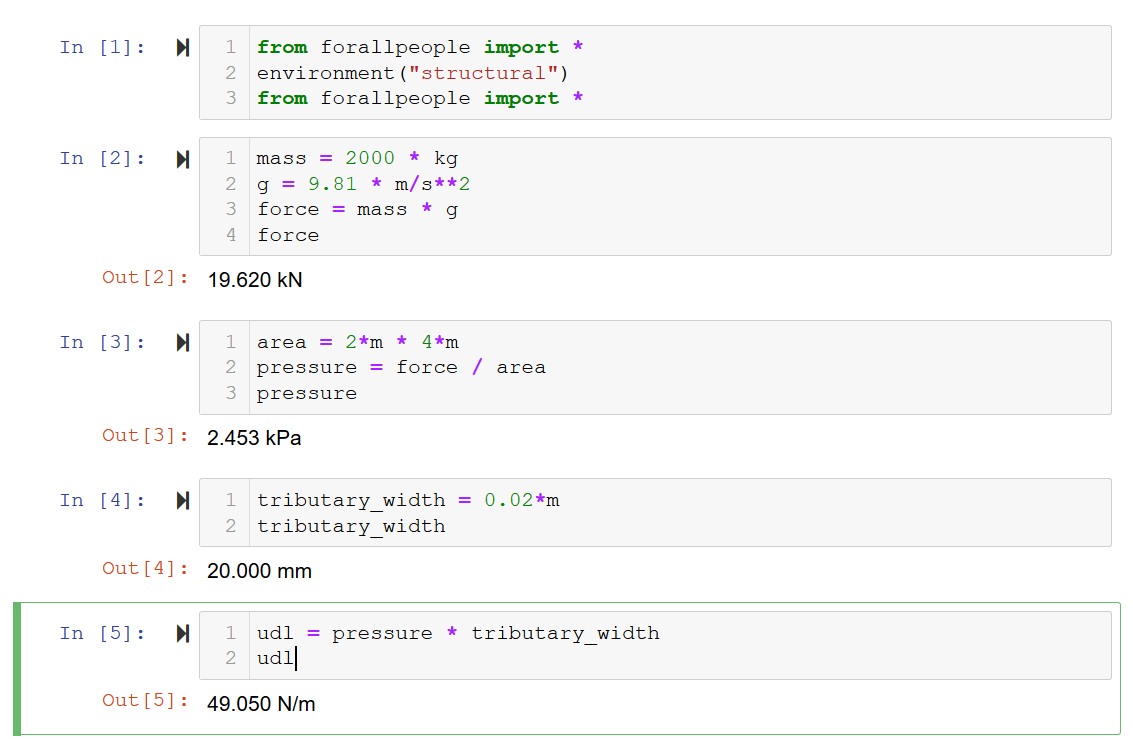 In [1]:
1 from forallpeople import *
2 environment("structural")
3 from forallpeople import *
In [2]:
1 mass = 2000 * kg
2 g = 9.81 * m/s**2
3 force = mass * g
4 force
Out[2]: 19.620 kN
In [3]:
1 area = 2*m * 4*m
2 pressure = force / area
3 pressure
Out[3]: 2.453 kPa
In [4]:
1 tributary_width = 0.02*m
2 tributary_width
Out[4]: 20.000 mm
In [5]:
1 udl = pressure * tributary_width
2 udl
Out[5]: 49.050 N/m